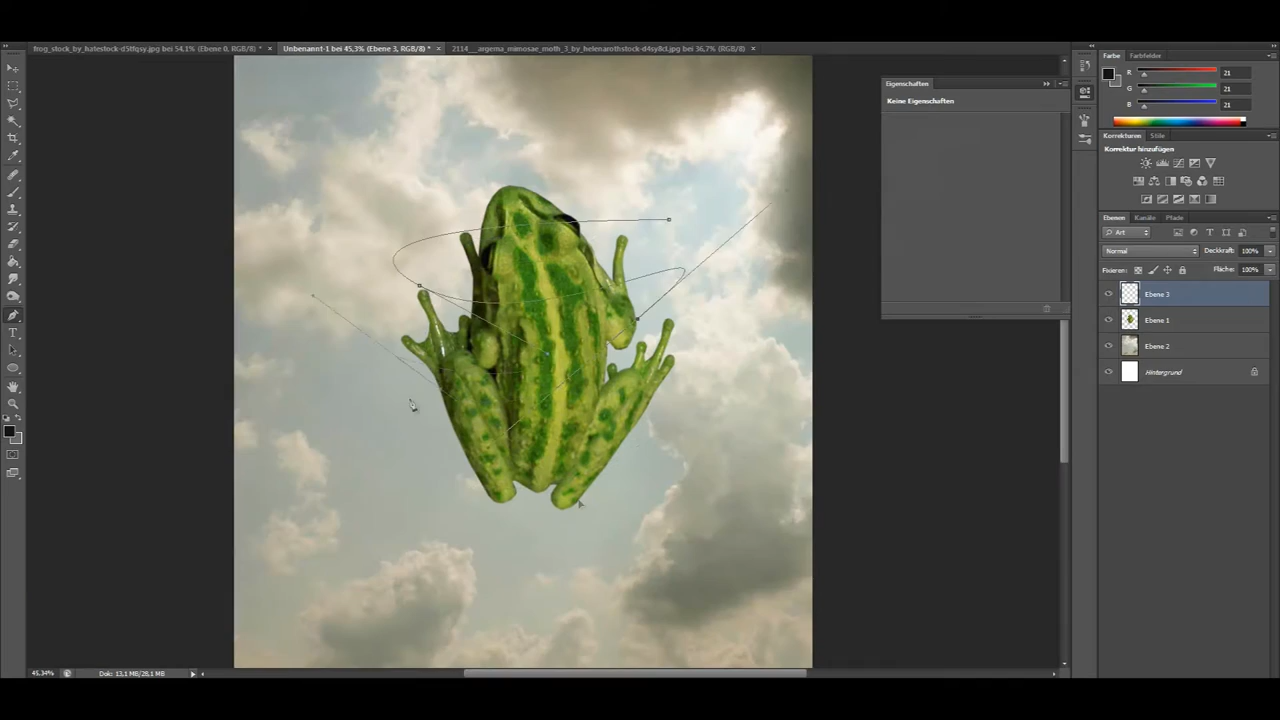 frog_stock_by_hatestock-d5tfqsy.jpg bei 54,1% (Ebene 0, RGB/8) * ×
Unbenannt-1 bei 45,3% (Ebene 3, RGB/8) * ×
2114__argema_mimosae_moth_3_by_helenarothstock-d4sy8cl.jpg bei 36,7% (RGB/8) ×
Farbe Farbfelder
R 21
G 21
B 21
Eigenschaften
Keine Eigenschaften
Korrekturen Stile
Korrektur hinzufügen
Ebenen Kanäle Pfade
Art
Normal Deckkraft: 100%
Fixieren: Fläche: 100%
Ebene 3
Ebene 1
Ebene 2
Hintergrund
45,34% Dok: 13,1 MB/28,1 MB